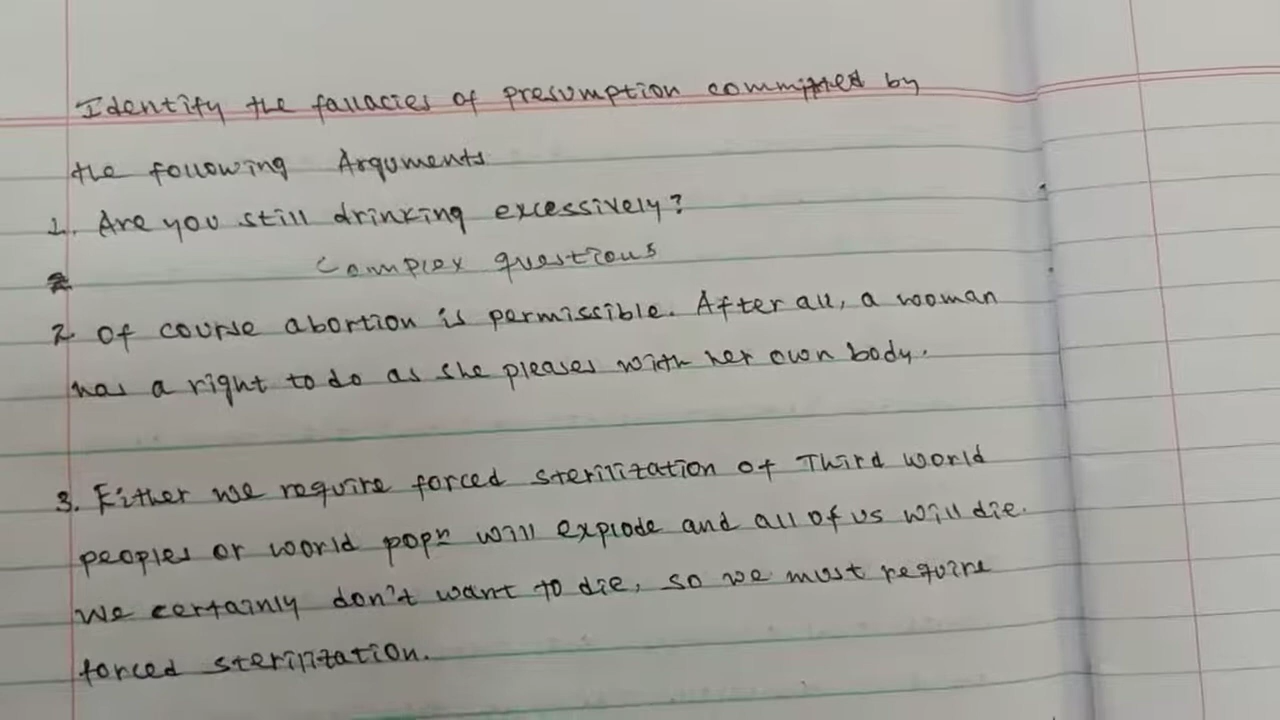 Identify the fallacies of presumption committed by
the following Arguments
1. Are you still drinking excessively?
complex questions
2 Of course abortion is permissible. After all, a woman
has a right to do as she pleases with her own body.
3. Either we require forced sterilization of Third world
peoples or world popn will explode and all of us will die.
We certainly don't want to die, so we must require
forced sterilization.